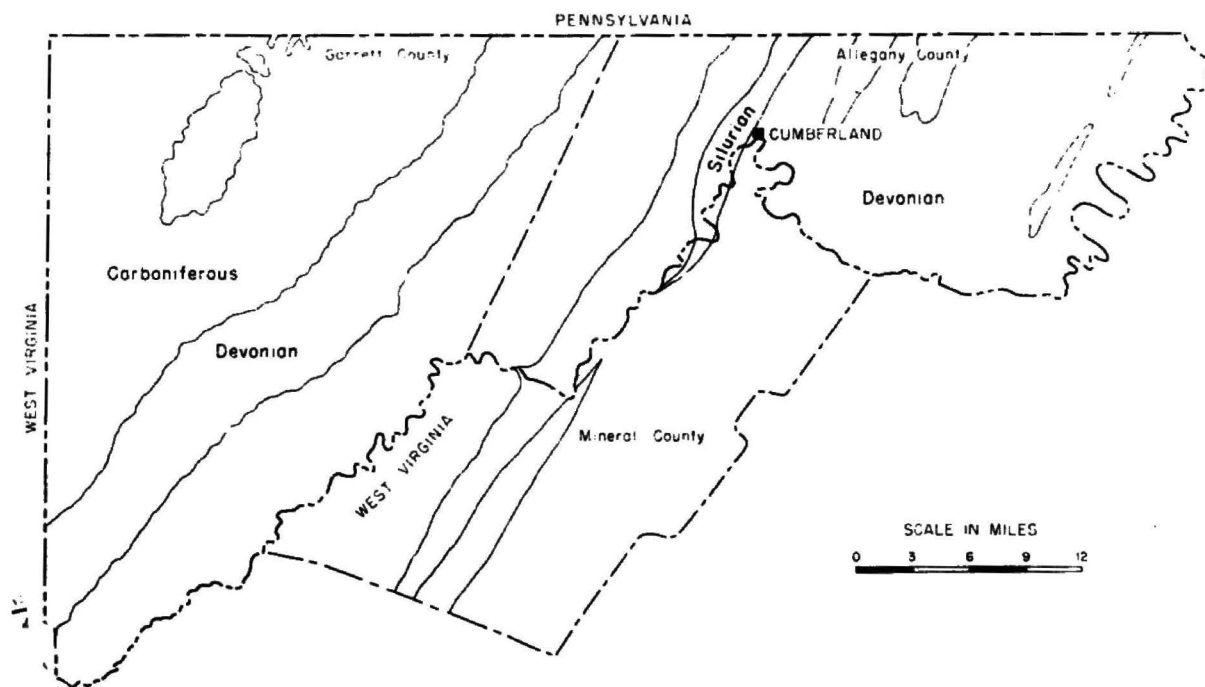 PENNSYLVANIA
Garrett County
Allegany County
Silurian
CUMBERLAND
Devonian
Carboniferous
WEST VIRGINIA
Devonian
WEST VIRGINIA
Mineral County
SCALE IN MILES
0 3 6 9 12